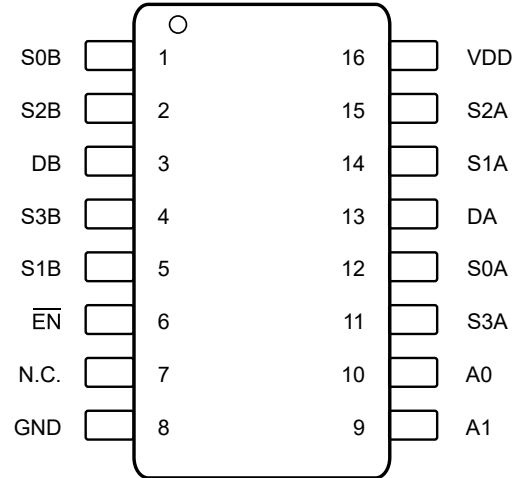 S0B 1 16 VDD
S2B 2 15 S2A
DB 3 14 S1A
S3B 4 13 DA
S1B 5 12 S0A
E̅N̅ 6 11 S3A
N.C. 7 10 A0
GND 8 9 A1